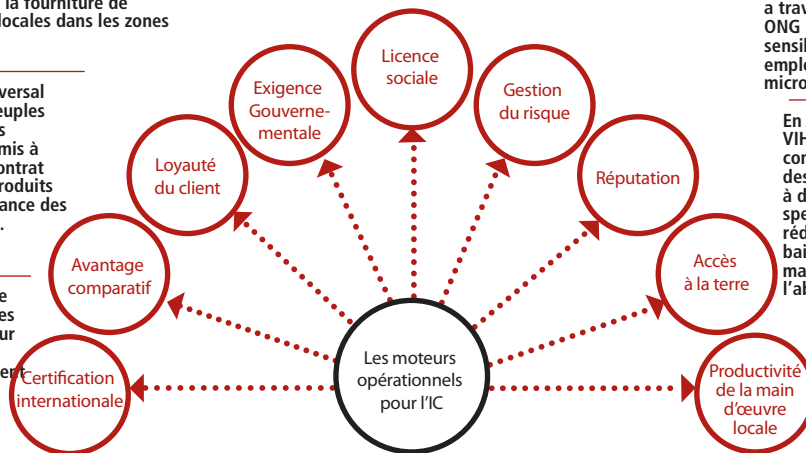 la fourniture de
locales dans les zones
versal
euples
s
mis à
ontrat
roduits
ance des
.
e
es
ur
ent
a trav
ONG
sensil
emplo
micro
En
VIH
con
des
à d
spe
réd
bai
ma
l'ab
Certification
internationale
Avantage
comparatif
Loyauté
du client
Exigence
Gouverne-
mentale
Licence
sociale
Gestion
du risque
Réputation
Accès
à la terre
Productivité
de la main
d'œuvre
locale
Les moteurs
opérationnels
pour l'IC